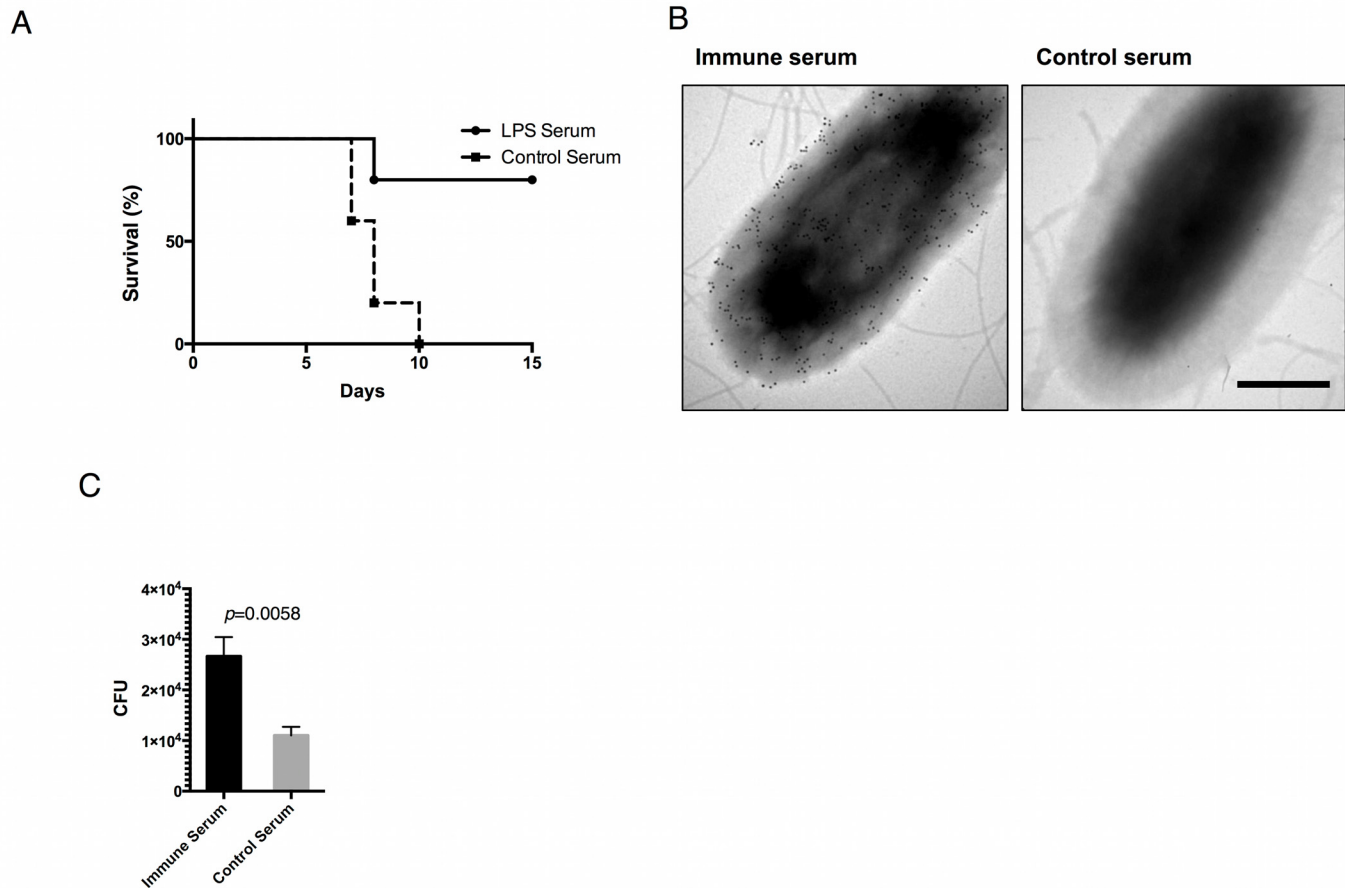 A
100
50
0
0
5
10
15
Survival (%)
Days
LPS Serum
Control Serum
B
Immune serum
Control serum
C
p=0.0058
4×10⁴
3×10⁴
2×10⁴
1×10⁴
0
CFU
Immune Serum
Control Serum